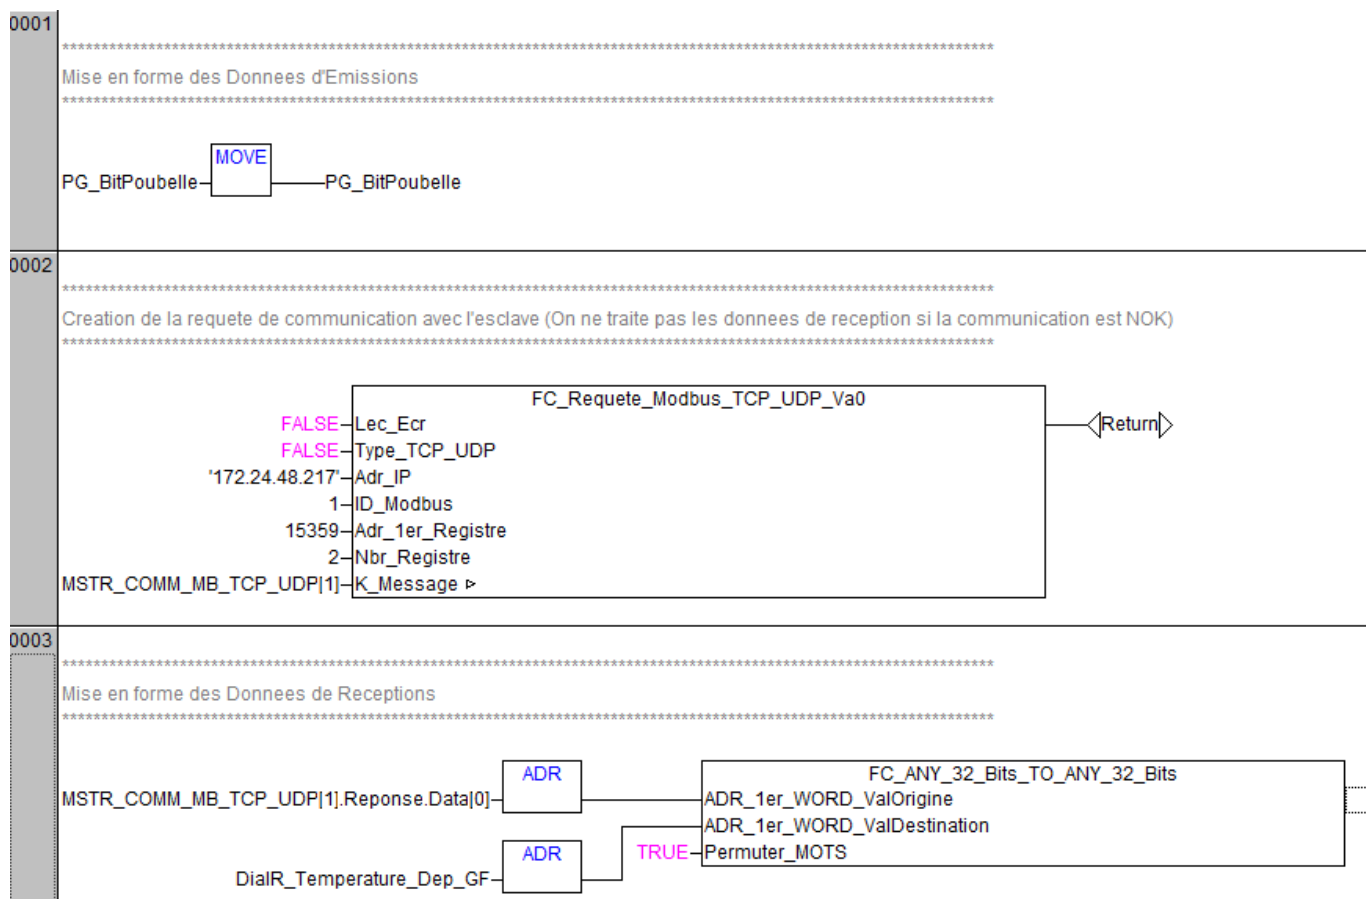 0001
************************************************************************************************************************
Mise en forme des Donnees d'Emissions
************************************************************************************************************************
MOVE
PG_BitPoubelle
PG_BitPoubelle
0002
************************************************************************************************************************
Creation de la requete de communication avec l'esclave (On ne traite pas les donnees de reception si la communication est NOK)
************************************************************************************************************************
FC_Requete_Modbus_TCP_UDP_Va0
FALSE Lec_Ecr Return
FALSE Type_TCP_UDP
'172.24.48.217' Adr_IP
1 ID_Modbus
15359 Adr_1er_Registre
2 Nbr_Registre
MSTR_COMM_MB_TCP_UDP[1] K_Message
0003
************************************************************************************************************************
Mise en forme des Donnees de Receptions
************************************************************************************************************************
ADR FC_ANY_32_Bits_TO_ANY_32_Bits
MSTR_COMM_MB_TCP_UDP[1].Reponse.Data[0] ADR_1er_WORD_ValOrigine
ADR_1er_WORD_ValDestination
ADR TRUE Permuter_MOTS
DialR_Temperature_Dep_GF